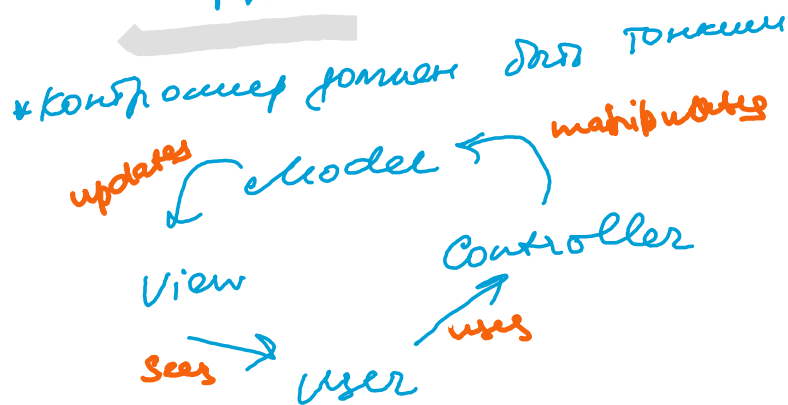 *контроллер должен быть тонким
manipulates
updates
Model
Controller
View
uses
sees
user